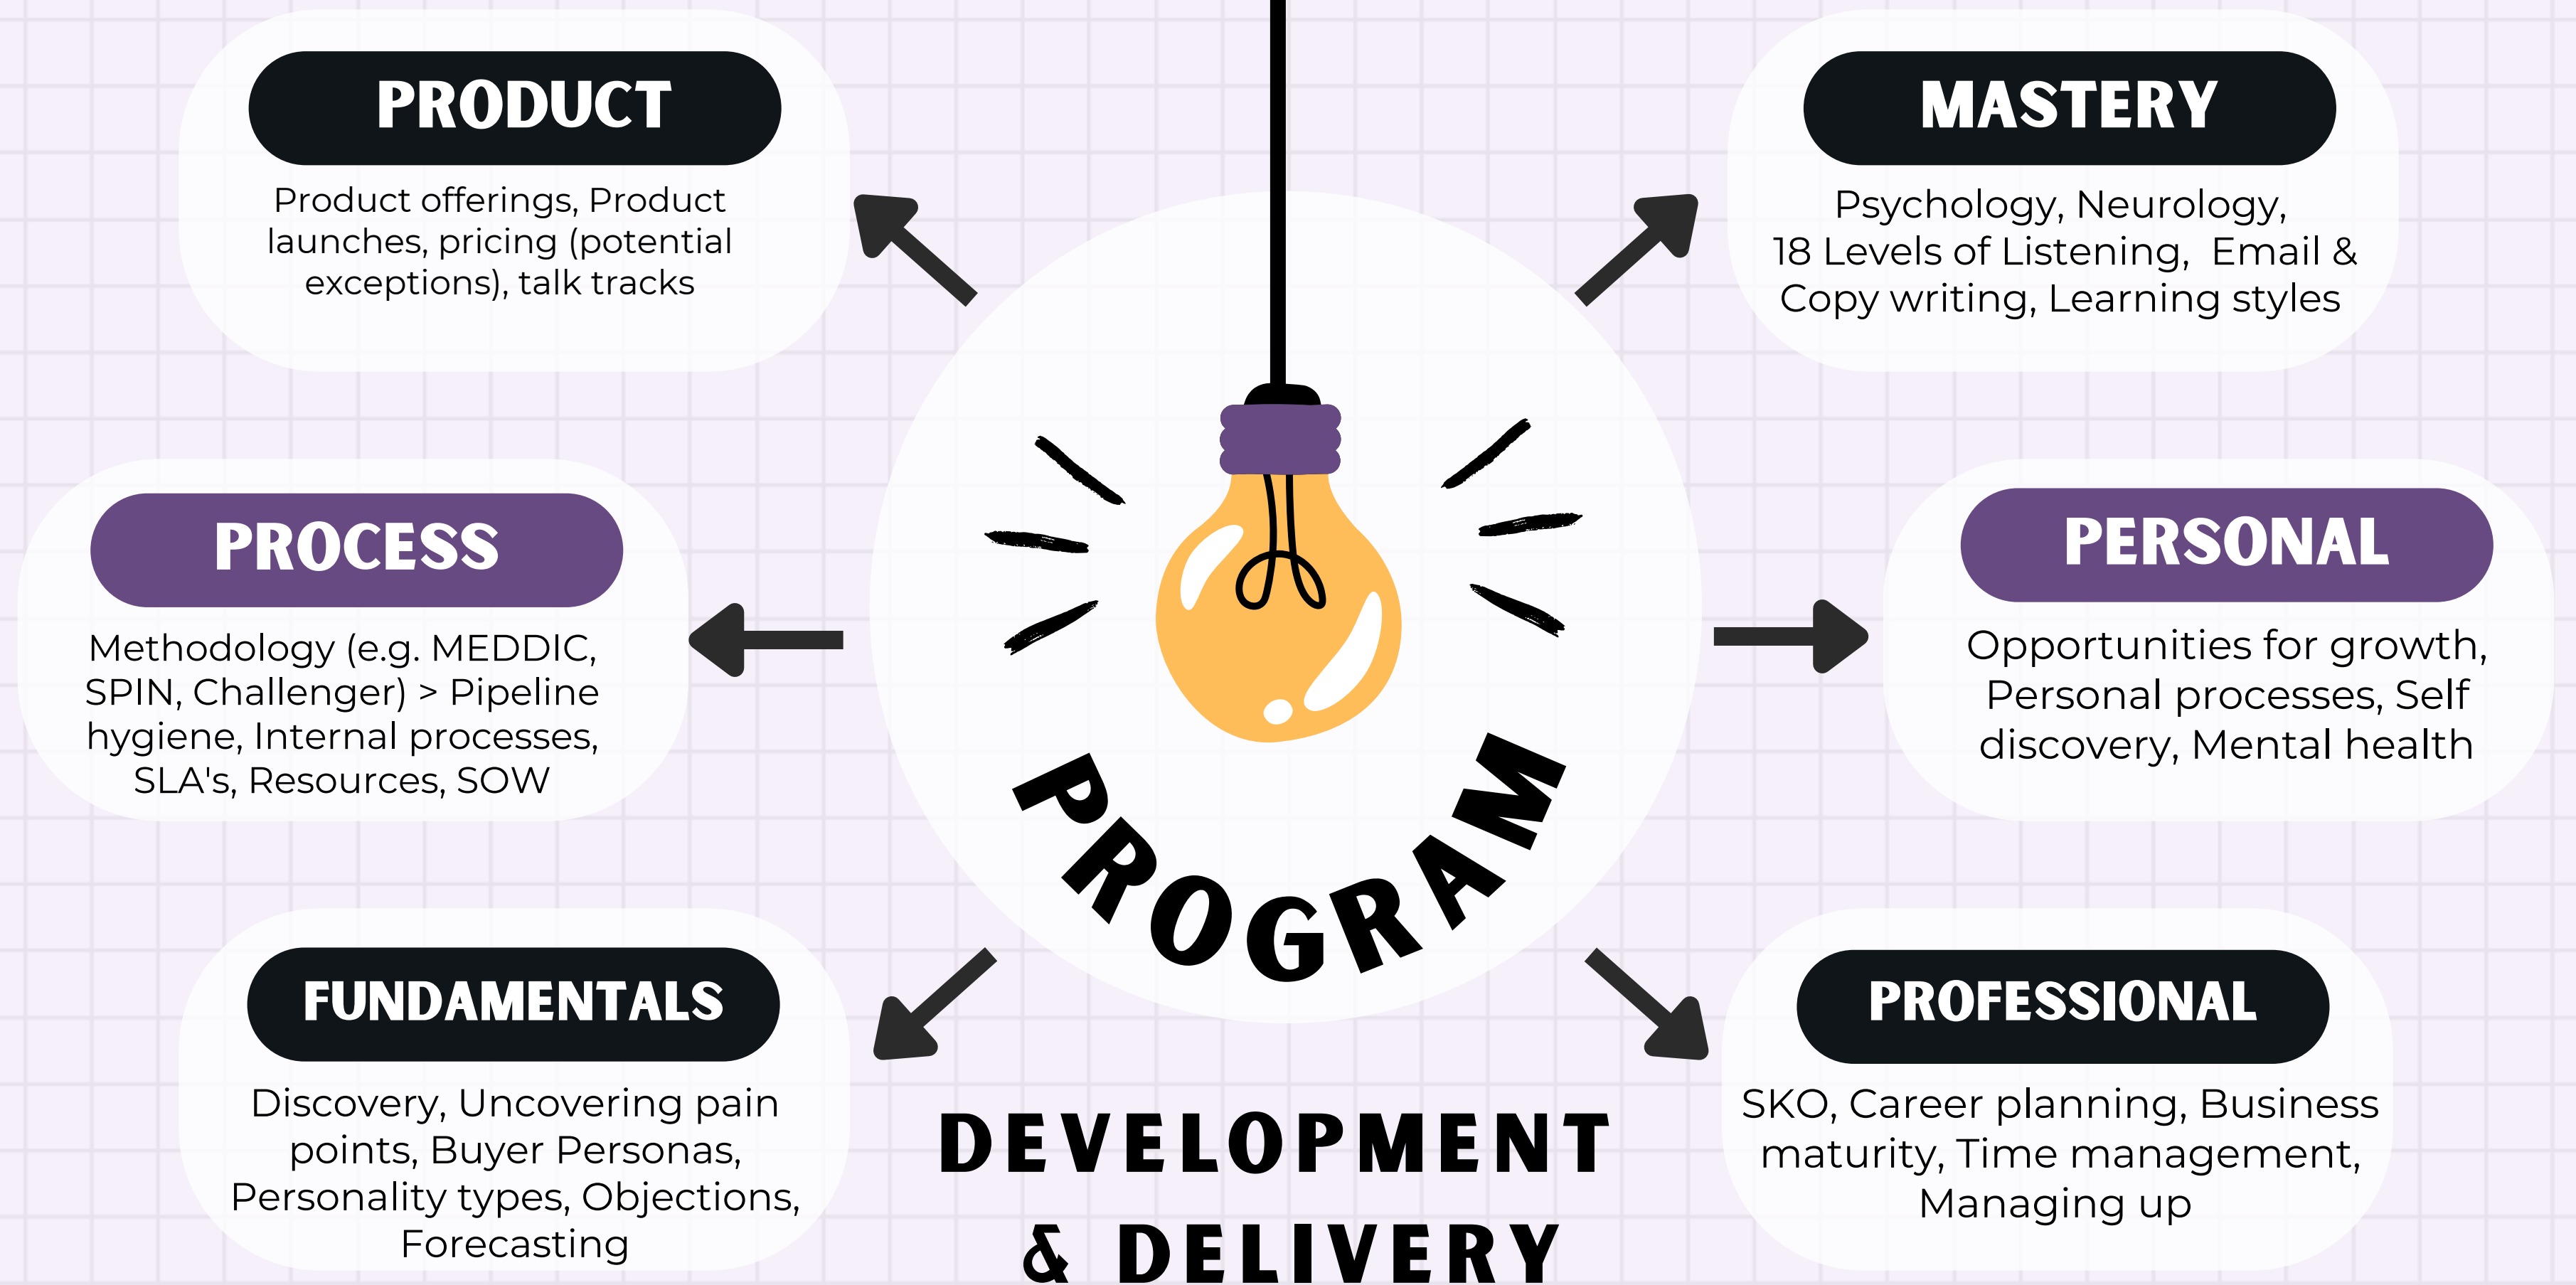 PRODUCT
Product offerings, Product
launches, pricing (potential
exceptions), talk tracks
MASTERY
Psychology, Neurology,
18 Levels of Listening,  Email &
Copy writing, Learning styles
PROCESS
Methodology (e.g. MEDDIC,
SPIN, Challenger) > Pipeline
hygiene, Internal processes,
SLA's, Resources, SOW
PERSONAL
Opportunities for growth,
Personal processes, Self
discovery, Mental health
PROGRAM
FUNDAMENTALS
Discovery, Uncovering pain
points, Buyer Personas,
Personality types, Objections,
Forecasting
PROFESSIONAL
SKO, Career planning, Business
maturity, Time management,
Managing up
DEVELOPMENT
& DELIVERY